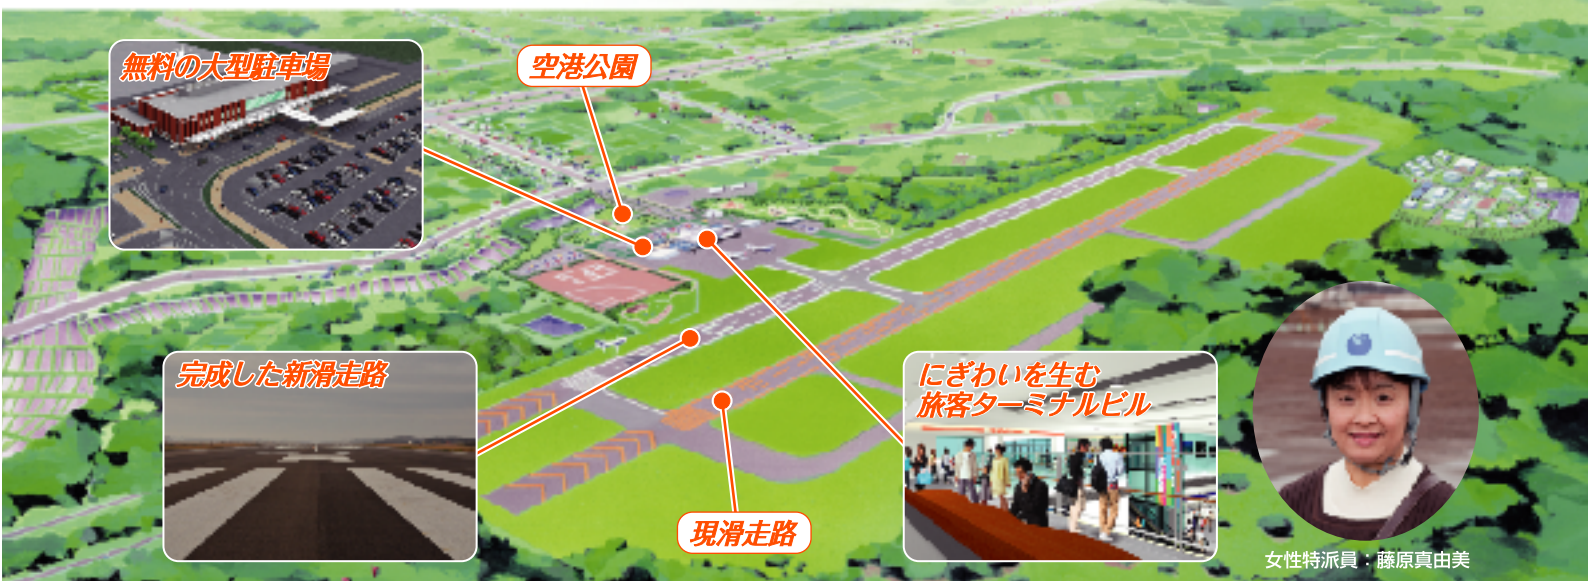 無料の大型駐車場
空港公園
完成した新滑走路
現滑走路
にぎわいを生む
旅客ターミナルビル
女性特派員：藤原真由美